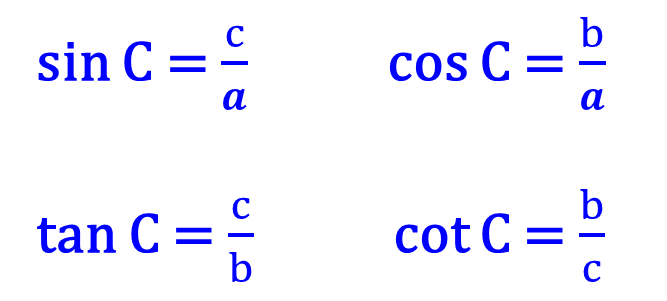 sin C = c/a    cos C = b/a
tan C = c/b    cot C = b/c